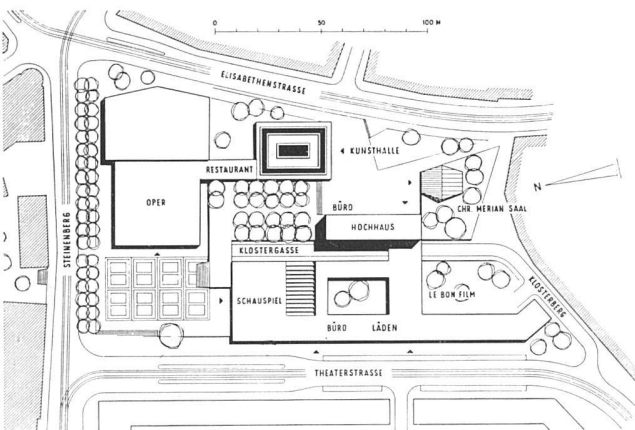 0 50 100 M
ELISABETHENSTRASSE
KUNSTHALLE
RESTAURANT
OPER
BÜRO
N
CHR. MERIAN SAAL
HOCHHAUS
STEINENBERG
KLOSTERGASSE
SCHAUSPIEL
LE BON FILM
KLOSTERBERG
BÜRO LÄDEN
THEATERSTRASSE